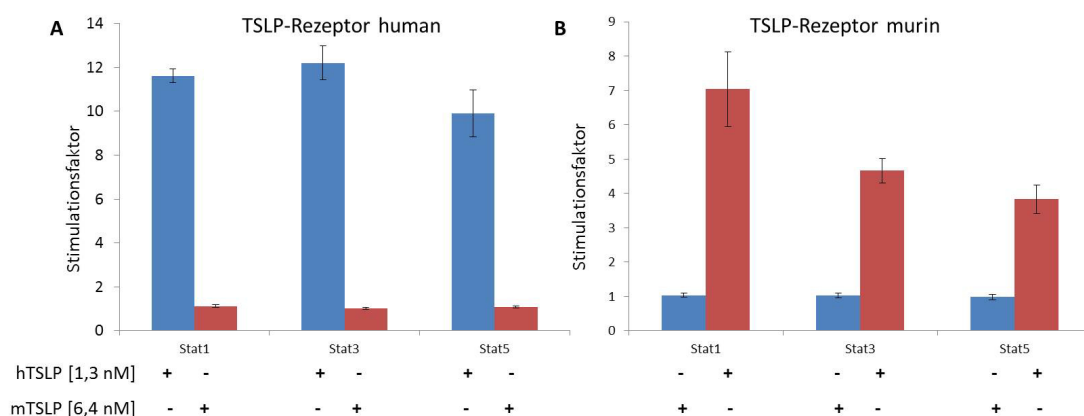 A TSLP-Rezeptor human
Stimulationsfaktor
14
12
10
8
6
4
2
0
Stat1 Stat3 Stat5
B TSLP-Rezeptor murin
Stimulationsfaktor
9
8
7
6
5
4
3
2
1
0
Stat1 Stat3 Stat5
hTSLP [1,3 nM] + - + - + - - + - + - +
mTSLP [6,4 nM] - + - + - + + - + - + -